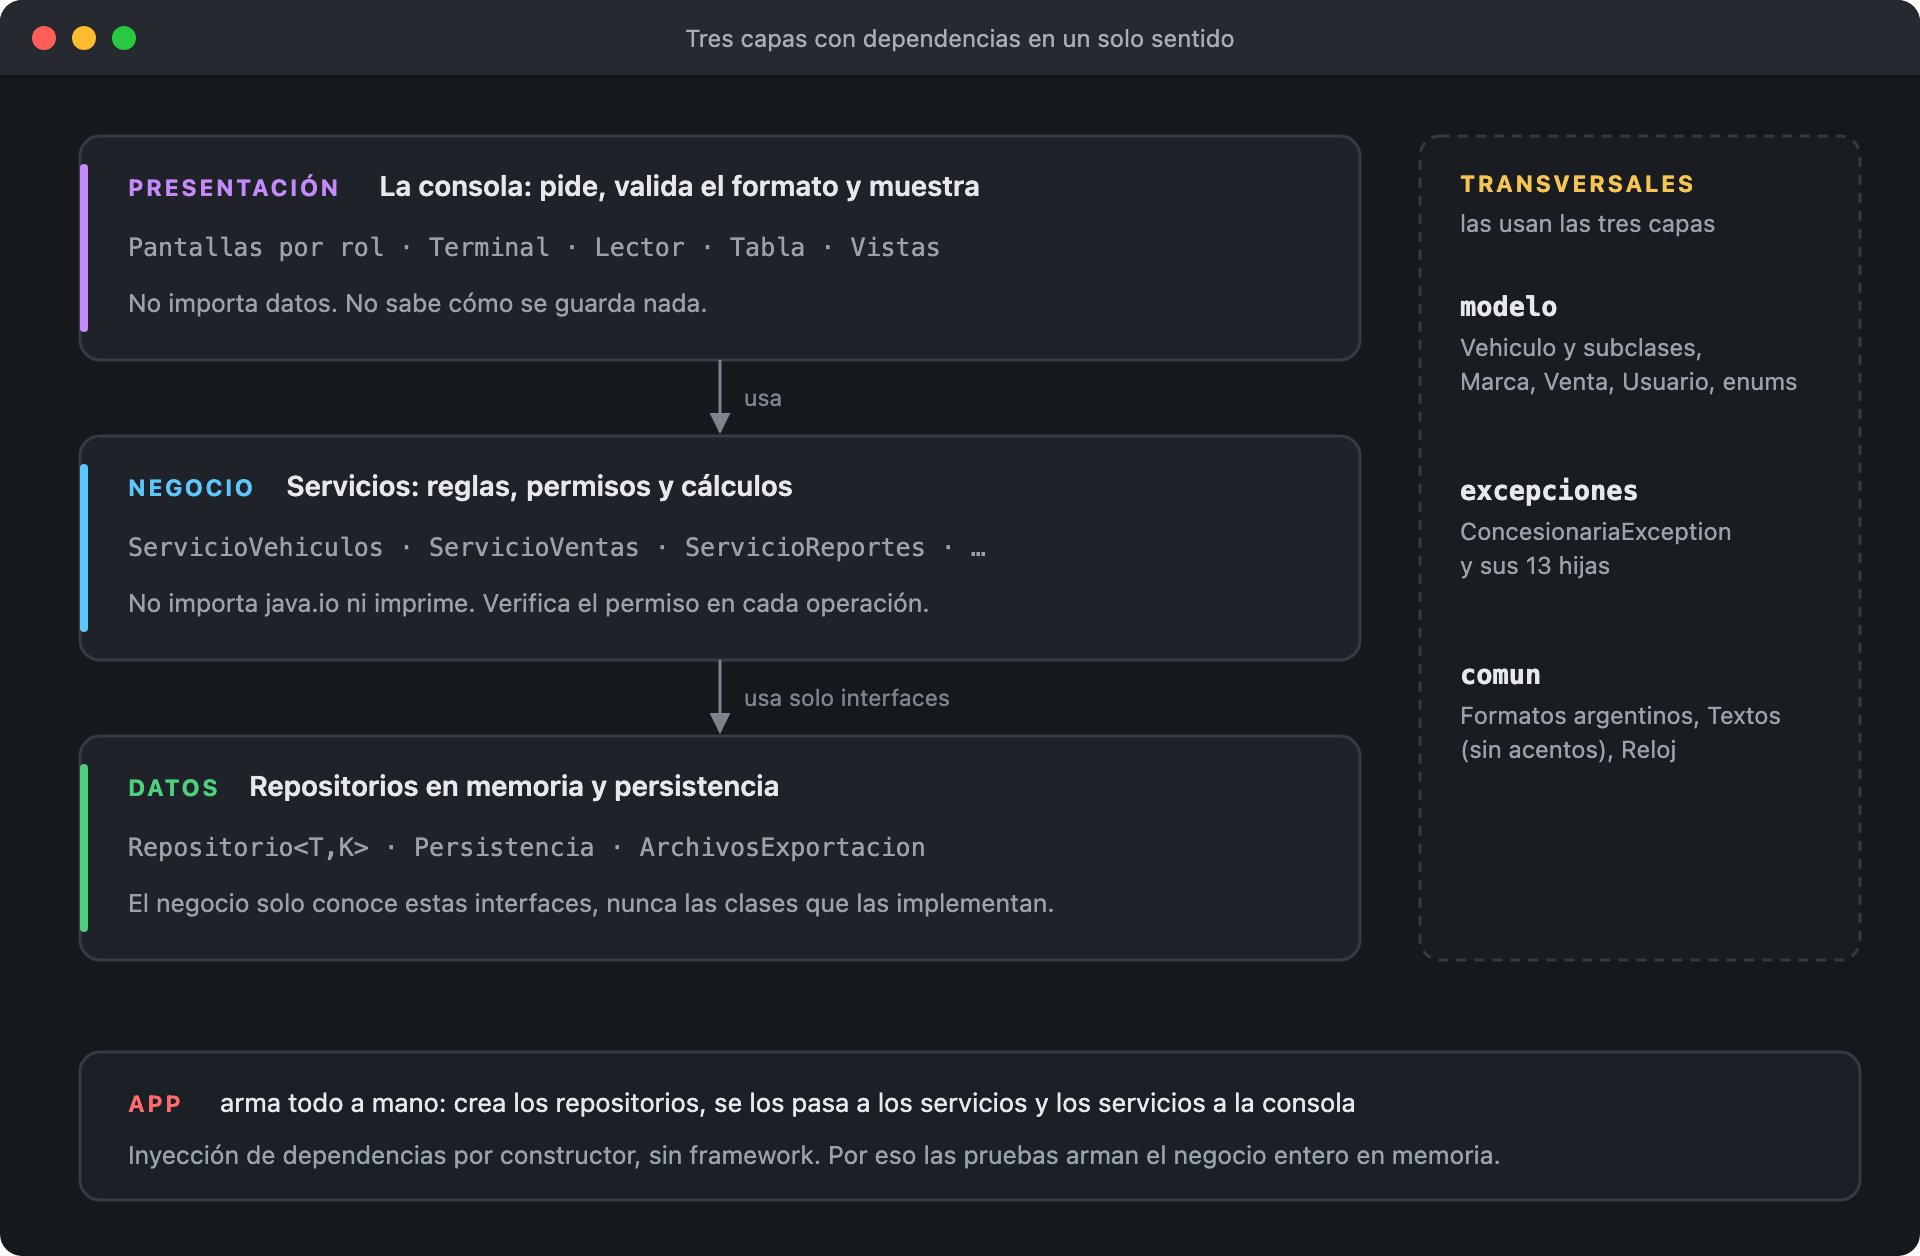 Tres capas con dependencias en un solo sentido
PRESENTACIÓN La consola: pide, valida el formato y muestra
Pantallas por rol · Terminal · Lector · Tabla · Vistas
No importa datos. No sabe cómo se guarda nada.
usa
NEGOCIO Servicios: reglas, permisos y cálculos
ServicioVehiculos · ServicioVentas · ServicioReportes · …
No importa java.io ni imprime. Verifica el permiso en cada operación.
usa solo interfaces
DATOS Repositorios en memoria y persistencia
Repositorio<T,K> · Persistencia · ArchivosExportacion
El negocio solo conoce estas interfaces, nunca las clases que las implementan.
TRANSVERSALES
las usan las tres capas
modelo
Vehiculo y subclases,
Marca, Venta, Usuario, enums
excepciones
ConcesionariaException
y sus 13 hijas
comun
Formatos argentinos, Textos
(sin acentos), Reloj
APP arma todo a mano: crea los repositorios, se los pasa a los servicios y los servicios a la consola
Inyección de dependencias por constructor, sin framework. Por eso las pruebas arman el negocio entero en memoria.